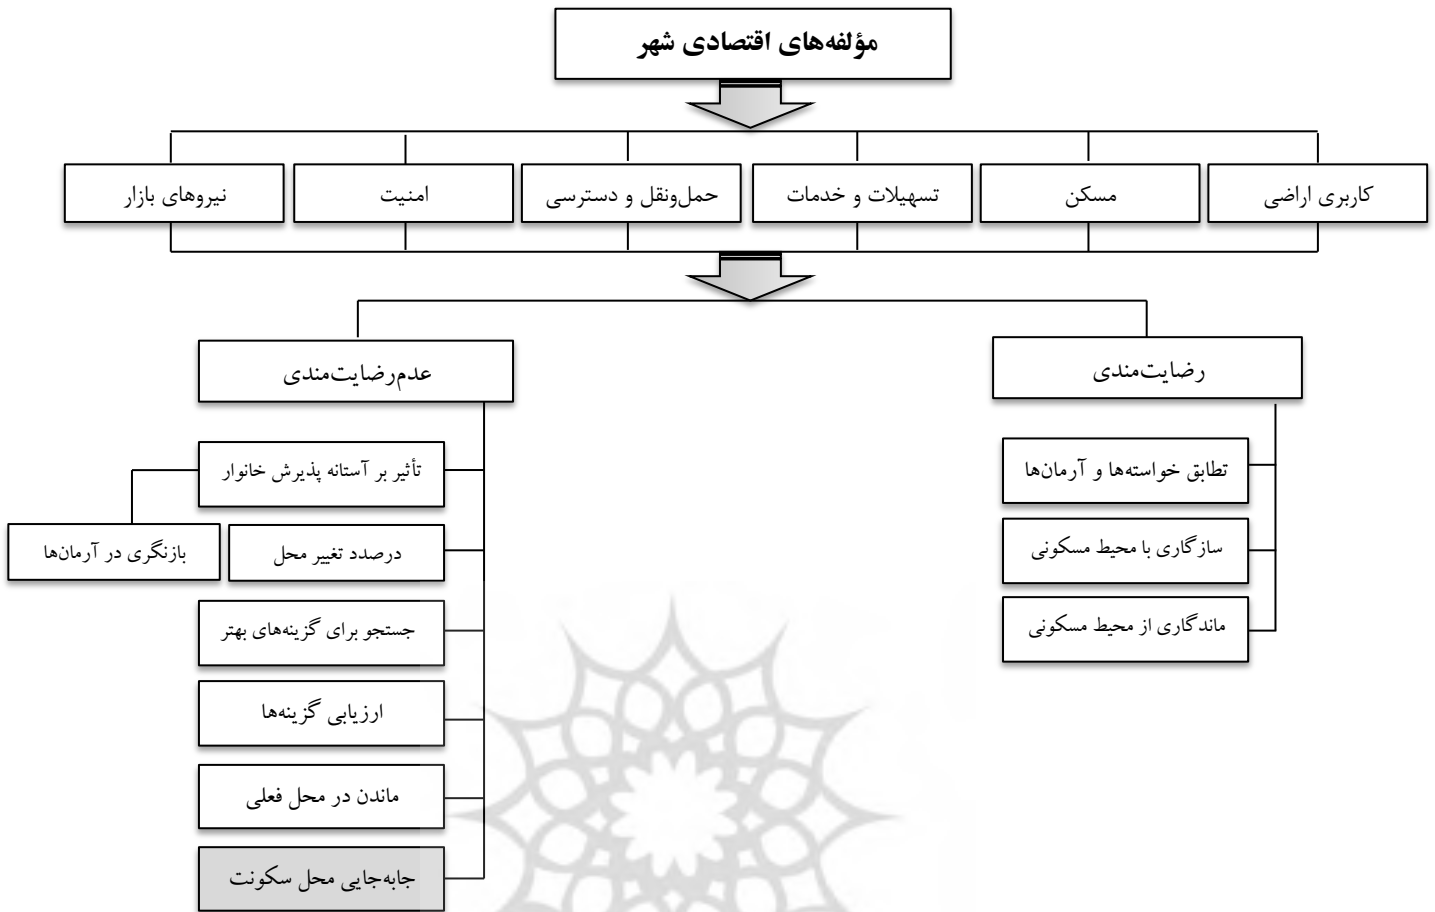 مؤلفه‌های اقتصادی شهر
کاربری اراضی
مسکن
تسهیلات و خدمات
حمل‌ونقل و دسترسی
امنیت
نیروهای بازار
رضایت‌مندی
تطابق خواسته‌ها و آرمان‌ها
سازگاری با محیط مسکونی
ماندگاری از محیط مسکونی
عدم‌رضایت‌مندی
تأثیر بر آستانه پذیرش خانوار
درصدد تغییر محل
بازنگری در آرمان‌ها
جستجو برای گزینه‌های بهتر
ارزیابی گزینه‌ها
ماندن در محل فعلی
جابه‌جایی محل سکونت